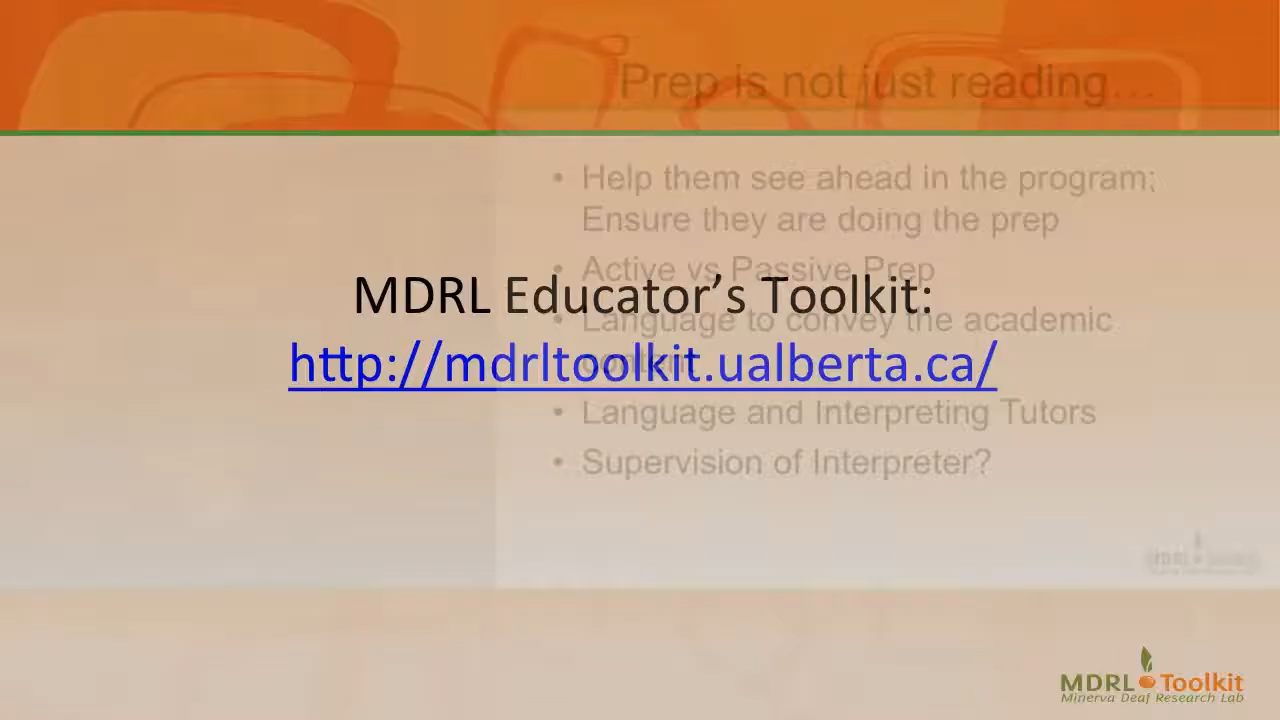 Prep is not just reading…
• Help them see ahead in the program;
Ensure they are doing the prep
• Active vs Passive Prep
MDRL Educator’s Toolkit:
• Language to convey the academic
content
http://mdrltoolkit.ualberta.ca/
• Language and Interpreting Tutors
• Supervision of Interpreter?
MDRL Toolkit
Minerva Deaf Research Lab